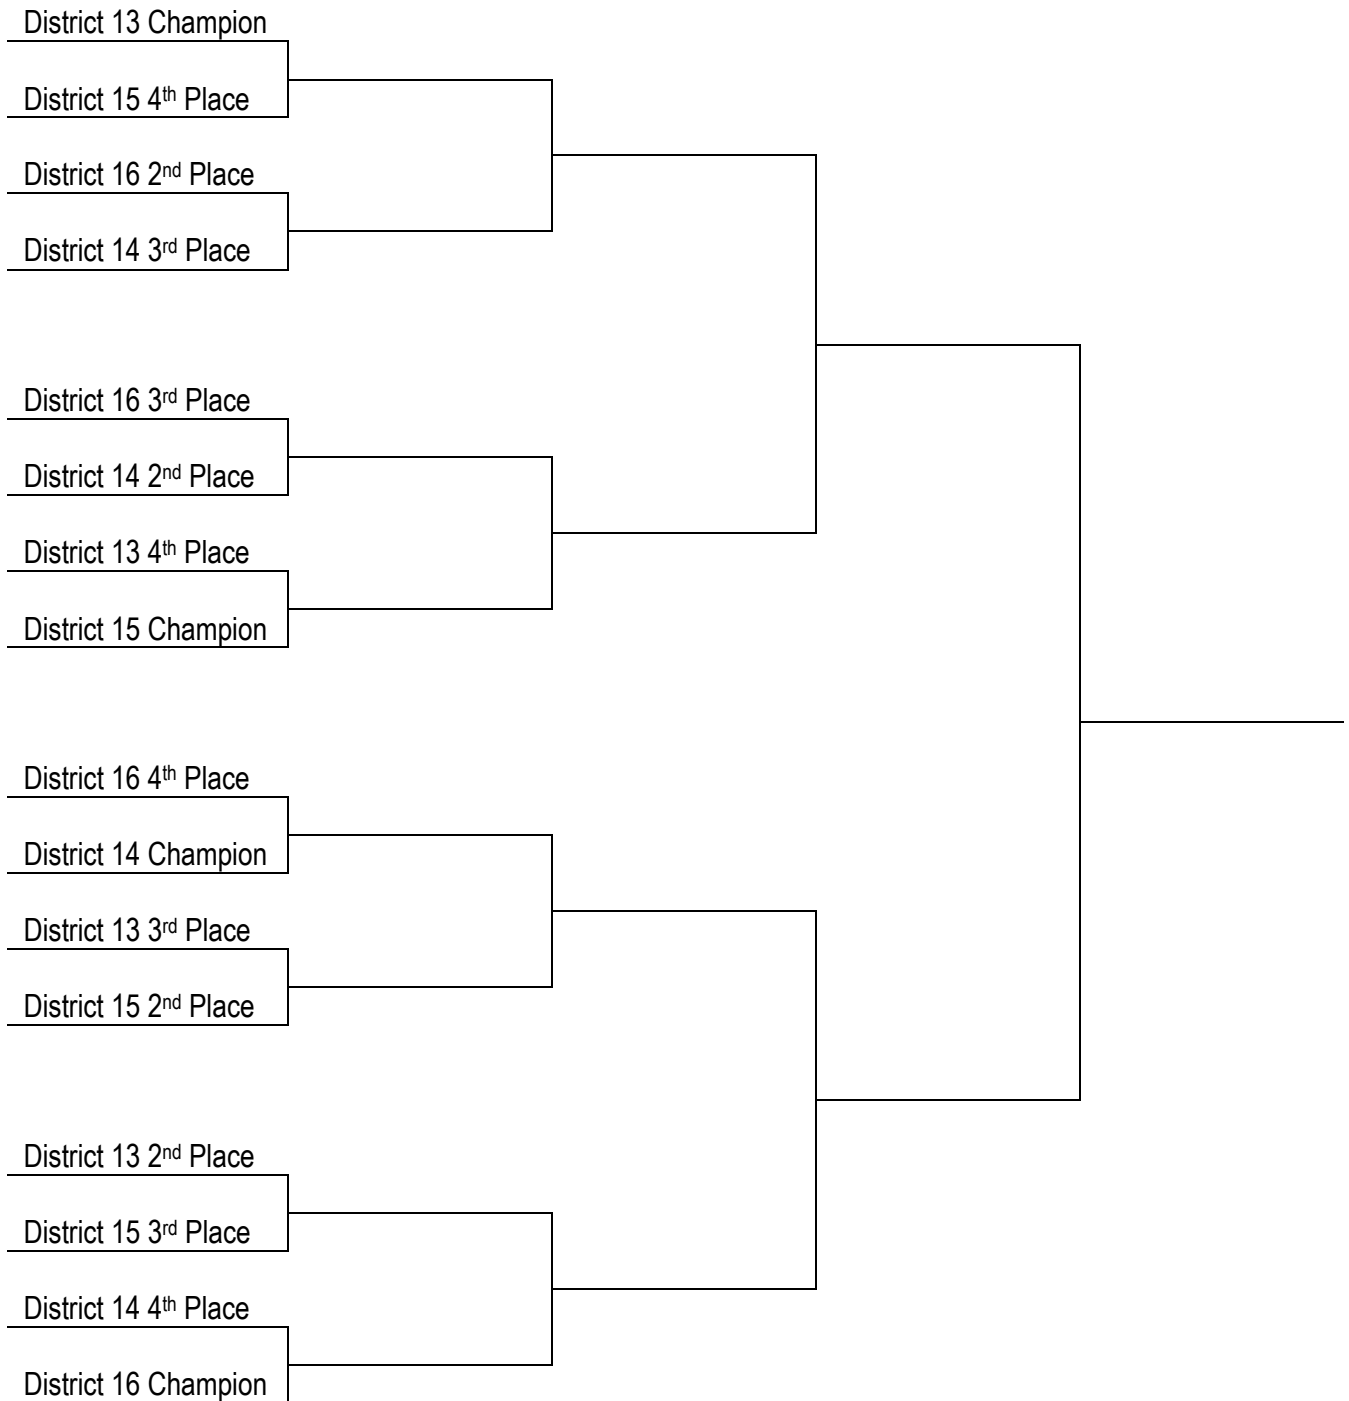 District 13 Champion
District 15 4th Place
District 16 2nd Place
District 14 3rd Place
District 16 3rd Place
District 14 2nd Place
District 13 4th Place
District 15 Champion
District 16 4th Place
District 14 Champion
District 13 3rd Place
District 15 2nd Place
District 13 2nd Place
District 15 3rd Place
District 14 4th Place
District 16 Champion